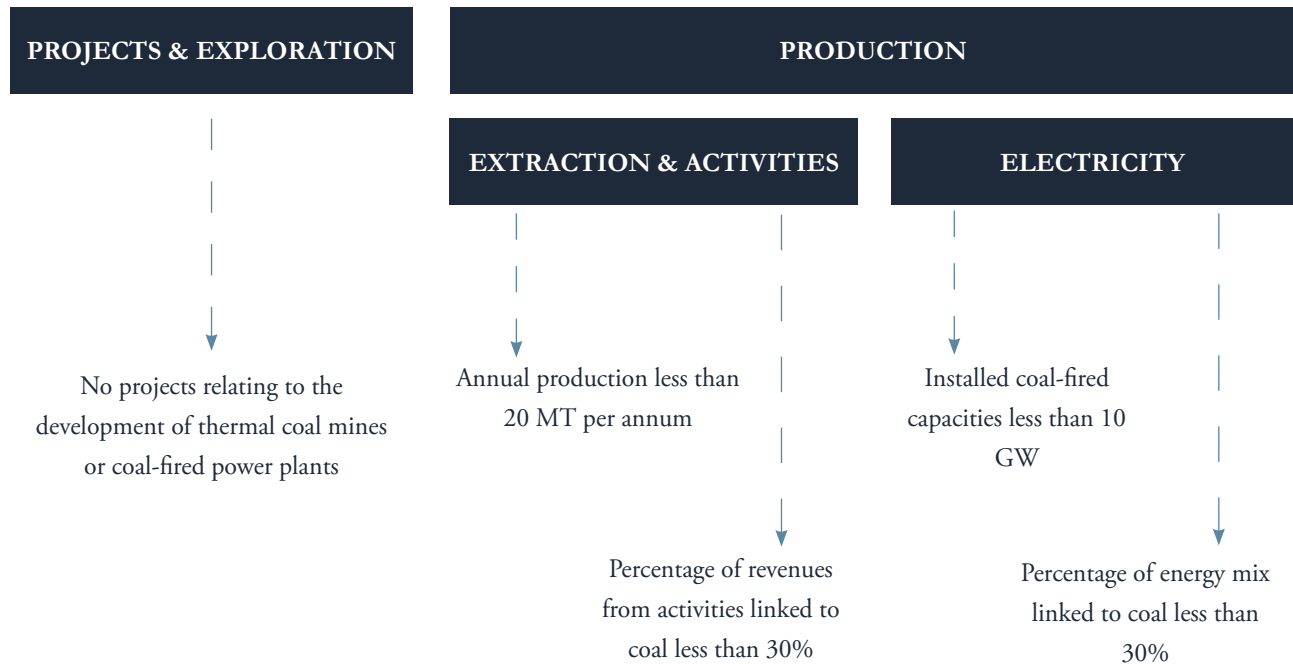 PROJECTS & EXPLORATION
No projects relating to the
development of thermal coal mines
or coal-fired power plants
PRODUCTION
EXTRACTION & ACTIVITIES
Annual production less than
20 MT per annum
Percentage of revenues
from activities linked to
coal less than 30%
ELECTRICITY
Installed coal-fired
capacities less than 10
GW
Percentage of energy mix
linked to coal less than
30%